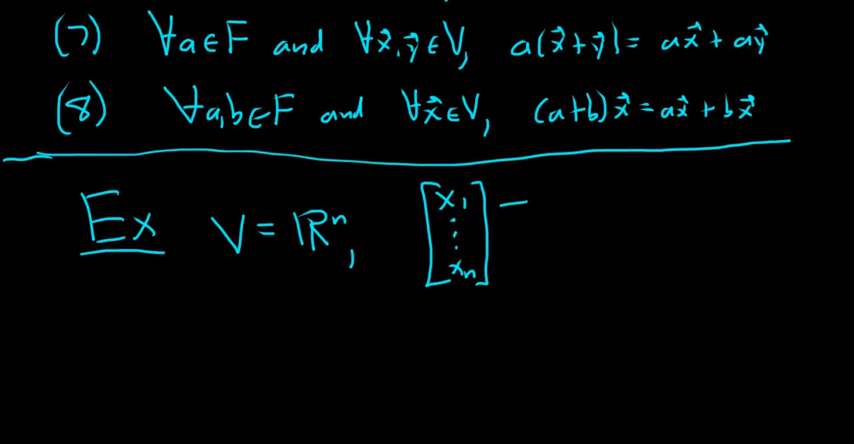 (7) ∀a∈F and ∀x⃗,y⃗∈V, a(x⃗+y⃗)=ax⃗+ay⃗
(8) ∀a,b∈F and ∀x⃗∈V, (a+b)x⃗=ax⃗+bx⃗
Ex V=ℝⁿ, [x₁ ⋮ xₙ] —